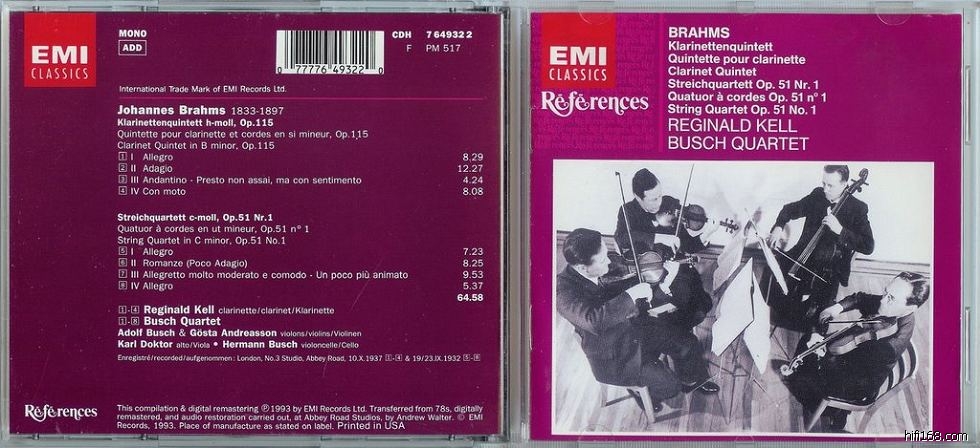 EMI
CLASSICS
MONO
ADD
CDH 7 64932 2
F PM 517
0 77776 49322 0
International Trade Mark of EMI Records Ltd.
Johannes Brahms 1833-1897
Klarinettenquintett h-moll, Op.115
Quintette pour clarinette et cordes en si mineur, Op.115
Clarinet Quintet in B minor, Op.115
1 I Allegro 8.29
2 II Adagio 12.27
3 III Andantino - Presto non assai, ma con sentimento 4.24
4 IV Con moto 8.08
Streichquartett c-moll, Op.51 Nr.1
Quatuor à cordes en ut mineur, Op.51 n° 1
String Quartet in C minor, Op.51 No.1
5 I Allegro 7.23
6 II Romanze (Poco Adagio) 8.25
7 III Allegretto molto moderato e comodo - Un poco più animato 9.53
8 IV Allegro 5.37
64.58
1-4 Reginald Kell clarinette/clarinet/Klarinette
1-8 Busch Quartet
Adolf Busch & Gösta Andreasson violons/violins/Violinen
Karl Doktor alto/Viola • Hermann Busch violoncelle/Cello
Enregistré/recorded/aufgenommen: London, No.3 Studio, Abbey Road, 10.X.1937 1-4 & 19/23.IX.1932 5-8
Références
This compilation & digital remastering ℗ 1993 by EMI Records Ltd. Transferred from 78s, digitally
remastered, and audio restoration carried out, at Abbey Road Studios, by Andrew Walter. © EMI
Records, 1993. Place of manufacture as stated on label. Printed in USA
EMI
CLASSICS
Références
BRAHMS
Klarinettenquintett
Quintette pour clarinette
Clarinet Quintet
Streichquartett Op. 51 Nr. 1
Quatuor à cordes Op. 51 n° 1
String Quartet Op. 51 No. 1
REGINALD KELL
BUSCH QUARTET
hifi168.com